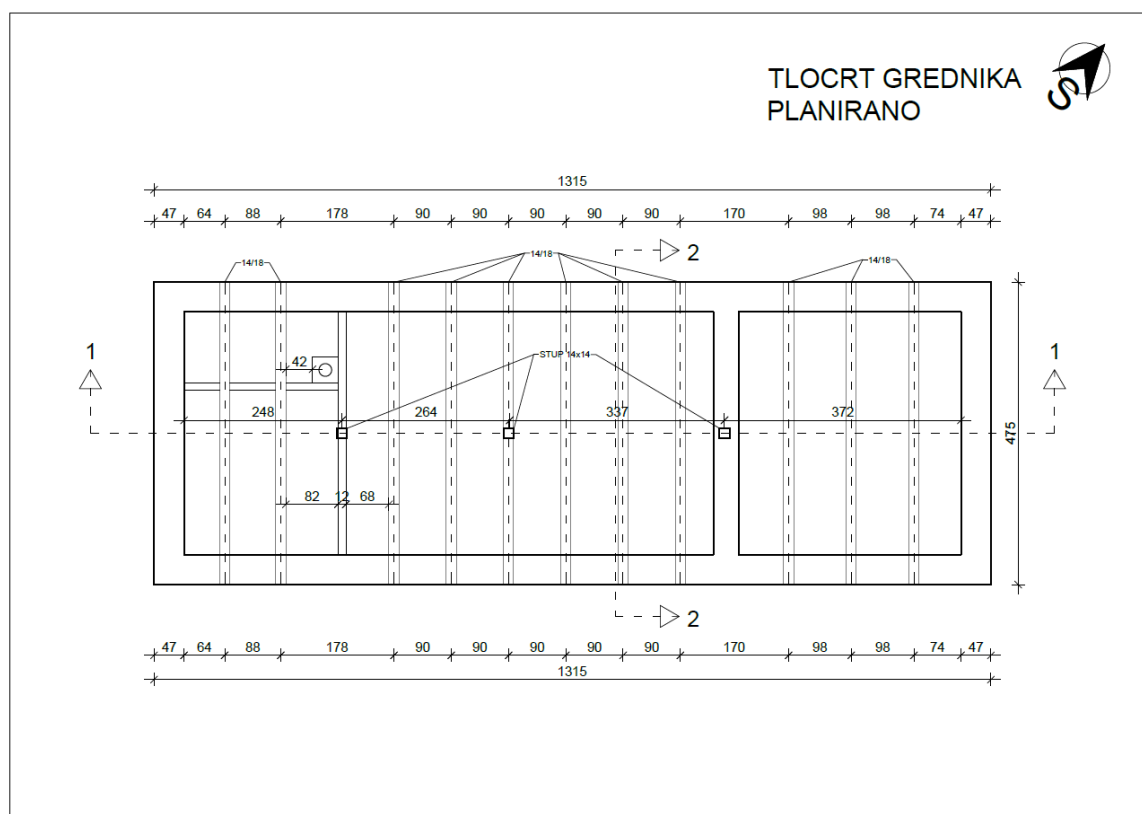 TLOCRT GREDNIKA
PLANIRANO
S
1315
47 64 88 178 90 90 90 90 90 170 98 98 74 47
14/18 14/18 14/18
2
1 42 STUP 14x14 1
248 264 337 372
475
82 12 68
2
47 64 88 178 90 90 90 90 90 170 98 98 74 47
1315